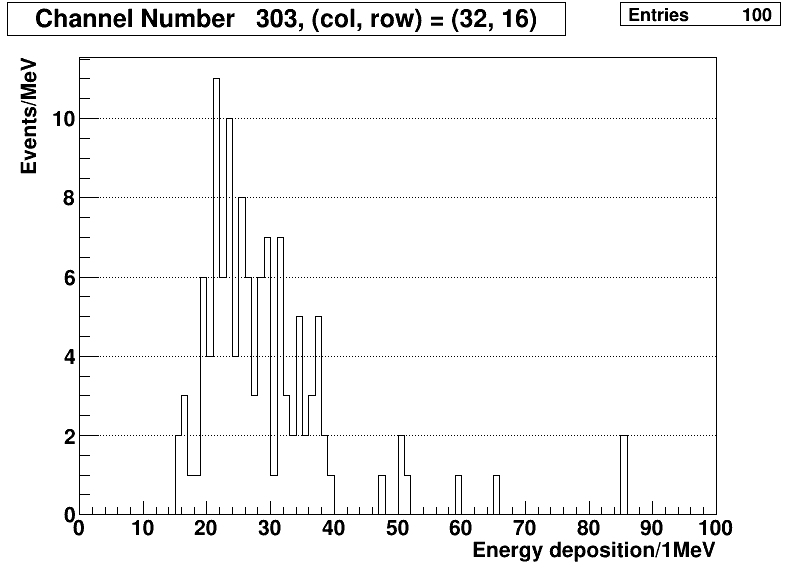 Channel Number 303, (col, row) = (32, 16)
Entries 100
Events/MeV
10
8
6
4
2
0
0 10 20 30 40 50 60 70 80 90 100
Energy deposition/1MeV